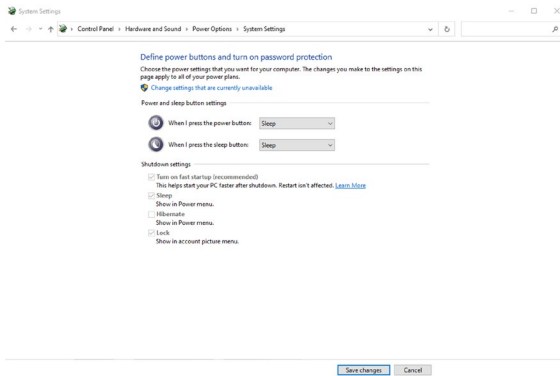 System Settings
Control Panel › Hardware and Sound › Power Options › System Settings
Define power buttons and turn on password protection
Choose the power settings that you want for your computer. The changes you make to the settings on this
page apply to all of your power plans.
Change settings that are currently unavailable
Power and sleep button settings
When I press the power button: Sleep
When I press the sleep button: Sleep
Shutdown settings
Turn on fast startup (recommended)
This helps start your PC faster after shutdown. Restart isn't affected. Learn More
Sleep
Show in Power menu.
Hibernate
Show in Power menu.
Lock
Show in account picture menu.
Save changes Cancel